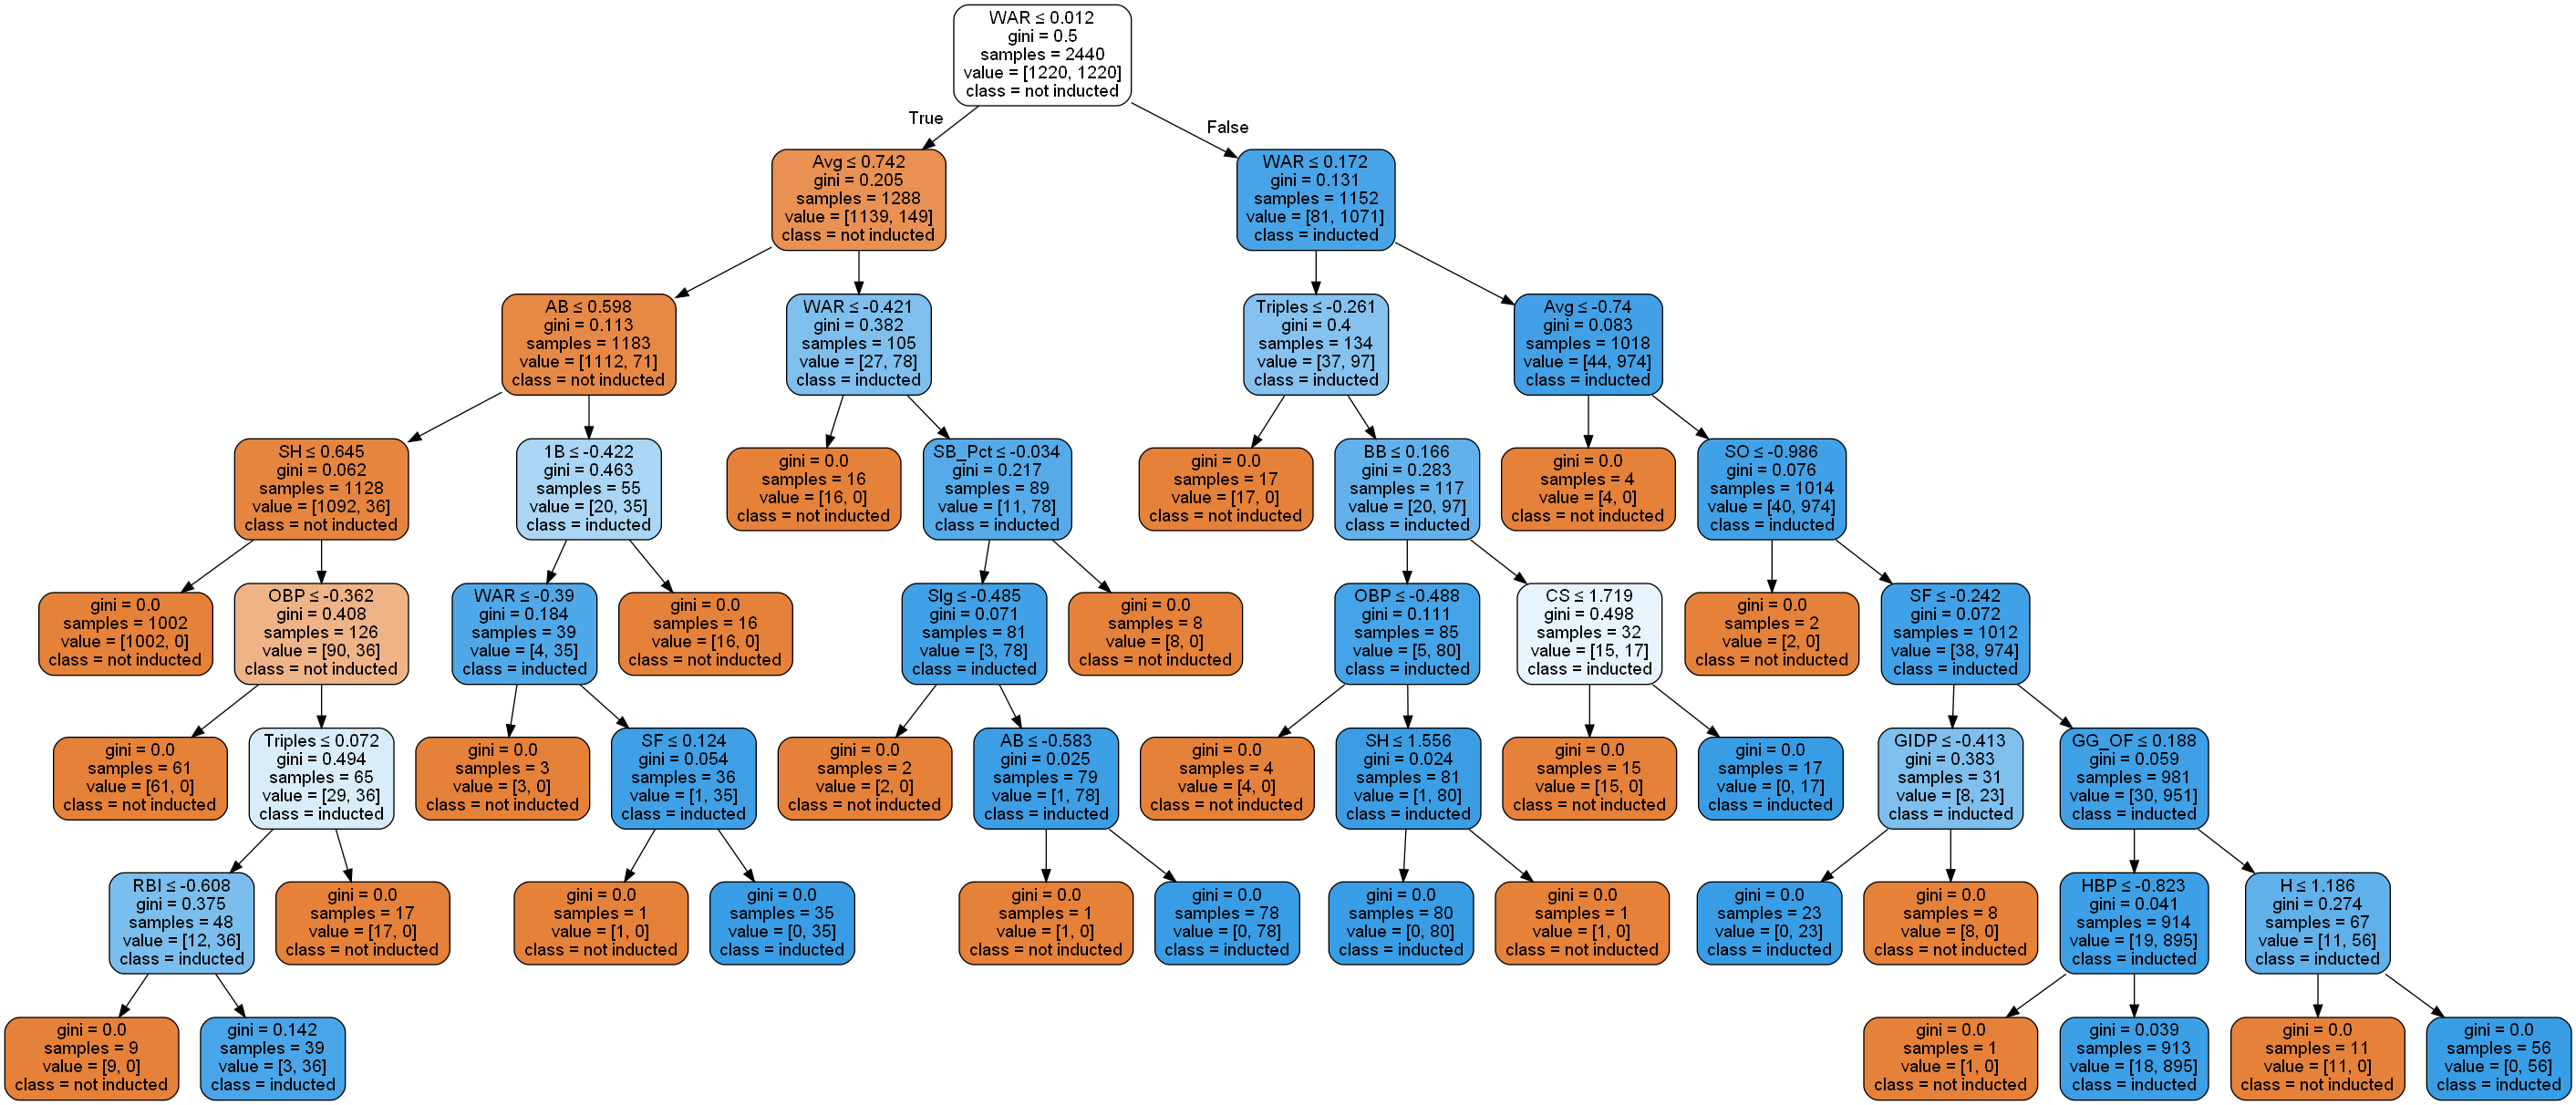 WAR ≤ 0.012
gini = 0.5
samples = 2440
value = [1220, 1220]
class = not inducted
True
False
Avg ≤ 0.742
gini = 0.205
samples = 1288
value = [1139, 149]
class = not inducted
WAR ≤ 0.172
gini = 0.131
samples = 1152
value = [81, 1071]
class = inducted
AB ≤ 0.598
gini = 0.113
samples = 1183
value = [1112, 71]
class = not inducted
WAR ≤ -0.421
gini = 0.382
samples = 105
value = [27, 78]
class = inducted
Triples ≤ -0.261
gini = 0.4
samples = 134
value = [37, 97]
class = inducted
Avg ≤ -0.74
gini = 0.083
samples = 1018
value = [44, 974]
class = inducted
SH ≤ 0.645
gini = 0.062
samples = 1128
value = [1092, 36]
class = not inducted
1B ≤ -0.422
gini = 0.463
samples = 55
value = [20, 35]
class = inducted
gini = 0.0
samples = 16
value = [16, 0]
class = not inducted
SB_Pct ≤ -0.034
gini = 0.217
samples = 89
value = [11, 78]
class = inducted
gini = 0.0
samples = 17
value = [17, 0]
class = not inducted
BB ≤ 0.166
gini = 0.283
samples = 117
value = [20, 97]
class = inducted
gini = 0.0
samples = 4
value = [4, 0]
class = not inducted
SO ≤ -0.986
gini = 0.076
samples = 1014
value = [40, 974]
class = inducted
gini = 0.0
samples = 1002
value = [1002, 0]
class = not inducted
OBP ≤ -0.362
gini = 0.408
samples = 126
value = [90, 36]
class = not inducted
WAR ≤ -0.39
gini = 0.184
samples = 39
value = [4, 35]
class = inducted
gini = 0.0
samples = 16
value = [16, 0]
class = not inducted
Slg ≤ -0.485
gini = 0.071
samples = 81
value = [3, 78]
class = inducted
gini = 0.0
samples = 8
value = [8, 0]
class = not inducted
OBP ≤ -0.488
gini = 0.111
samples = 85
value = [5, 80]
class = inducted
CS ≤ 1.719
gini = 0.498
samples = 32
value = [15, 17]
class = inducted
gini = 0.0
samples = 2
value = [2, 0]
class = not inducted
SF ≤ -0.242
gini = 0.072
samples = 1012
value = [38, 974]
class = inducted
gini = 0.0
samples = 61
value = [61, 0]
class = not inducted
Triples ≤ 0.072
gini = 0.494
samples = 65
value = [29, 36]
class = inducted
gini = 0.0
samples = 3
value = [3, 0]
class = not inducted
SF ≤ 0.124
gini = 0.054
samples = 36
value = [1, 35]
class = inducted
gini = 0.0
samples = 2
value = [2, 0]
class = not inducted
AB ≤ -0.583
gini = 0.025
samples = 79
value = [1, 78]
class = inducted
gini = 0.0
samples = 4
value = [4, 0]
class = not inducted
SH ≤ 1.556
gini = 0.024
samples = 81
value = [1, 80]
class = inducted
gini = 0.0
samples = 15
value = [15, 0]
class = not inducted
gini = 0.0
samples = 17
value = [0, 17]
class = inducted
GIDP ≤ -0.413
gini = 0.383
samples = 31
value = [8, 23]
class = inducted
GG_OF ≤ 0.188
gini = 0.059
samples = 981
value = [30, 951]
class = inducted
RBI ≤ -0.608
gini = 0.375
samples = 48
value = [12, 36]
class = inducted
gini = 0.0
samples = 17
value = [17, 0]
class = not inducted
gini = 0.0
samples = 1
value = [1, 0]
class = not inducted
gini = 0.0
samples = 35
value = [0, 35]
class = inducted
gini = 0.0
samples = 1
value = [1, 0]
class = not inducted
gini = 0.0
samples = 78
value = [0, 78]
class = inducted
gini = 0.0
samples = 80
value = [0, 80]
class = inducted
gini = 0.0
samples = 1
value = [1, 0]
class = not inducted
gini = 0.0
samples = 23
value = [0, 23]
class = inducted
gini = 0.0
samples = 8
value = [8, 0]
class = not inducted
HBP ≤ -0.823
gini = 0.041
samples = 914
value = [19, 895]
class = inducted
H ≤ 1.186
gini = 0.274
samples = 67
value = [11, 56]
class = inducted
gini = 0.0
samples = 9
value = [9, 0]
class = not inducted
gini = 0.142
samples = 39
value = [3, 36]
class = inducted
gini = 0.0
samples = 1
value = [1, 0]
class = not inducted
gini = 0.039
samples = 913
value = [18, 895]
class = inducted
gini = 0.0
samples = 11
value = [11, 0]
class = not inducted
gini = 0.0
samples = 56
value = [0, 56]
class = inducted